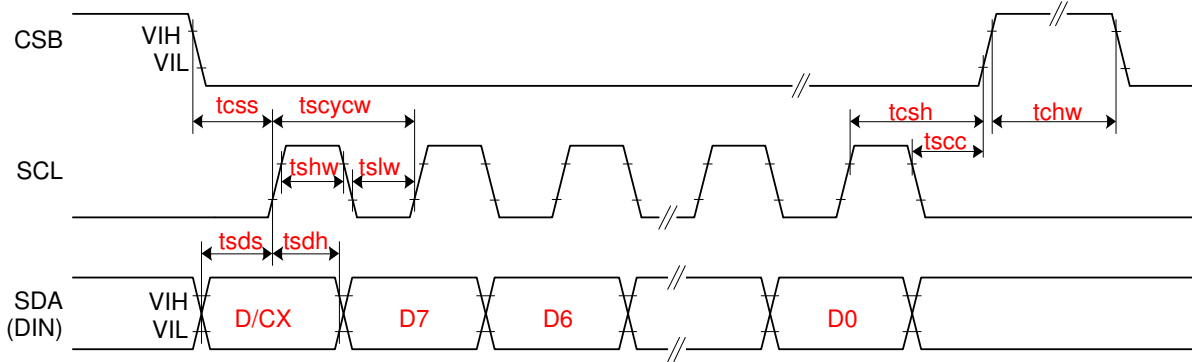 CSB
VIH
VIL
tcss
tscycw
tcsh
tchw
tscc
SCL
tshw
tslw
tsds
tsdh
SDA
(DIN)
VIH
VIL
D/CX
D7
D6
D0